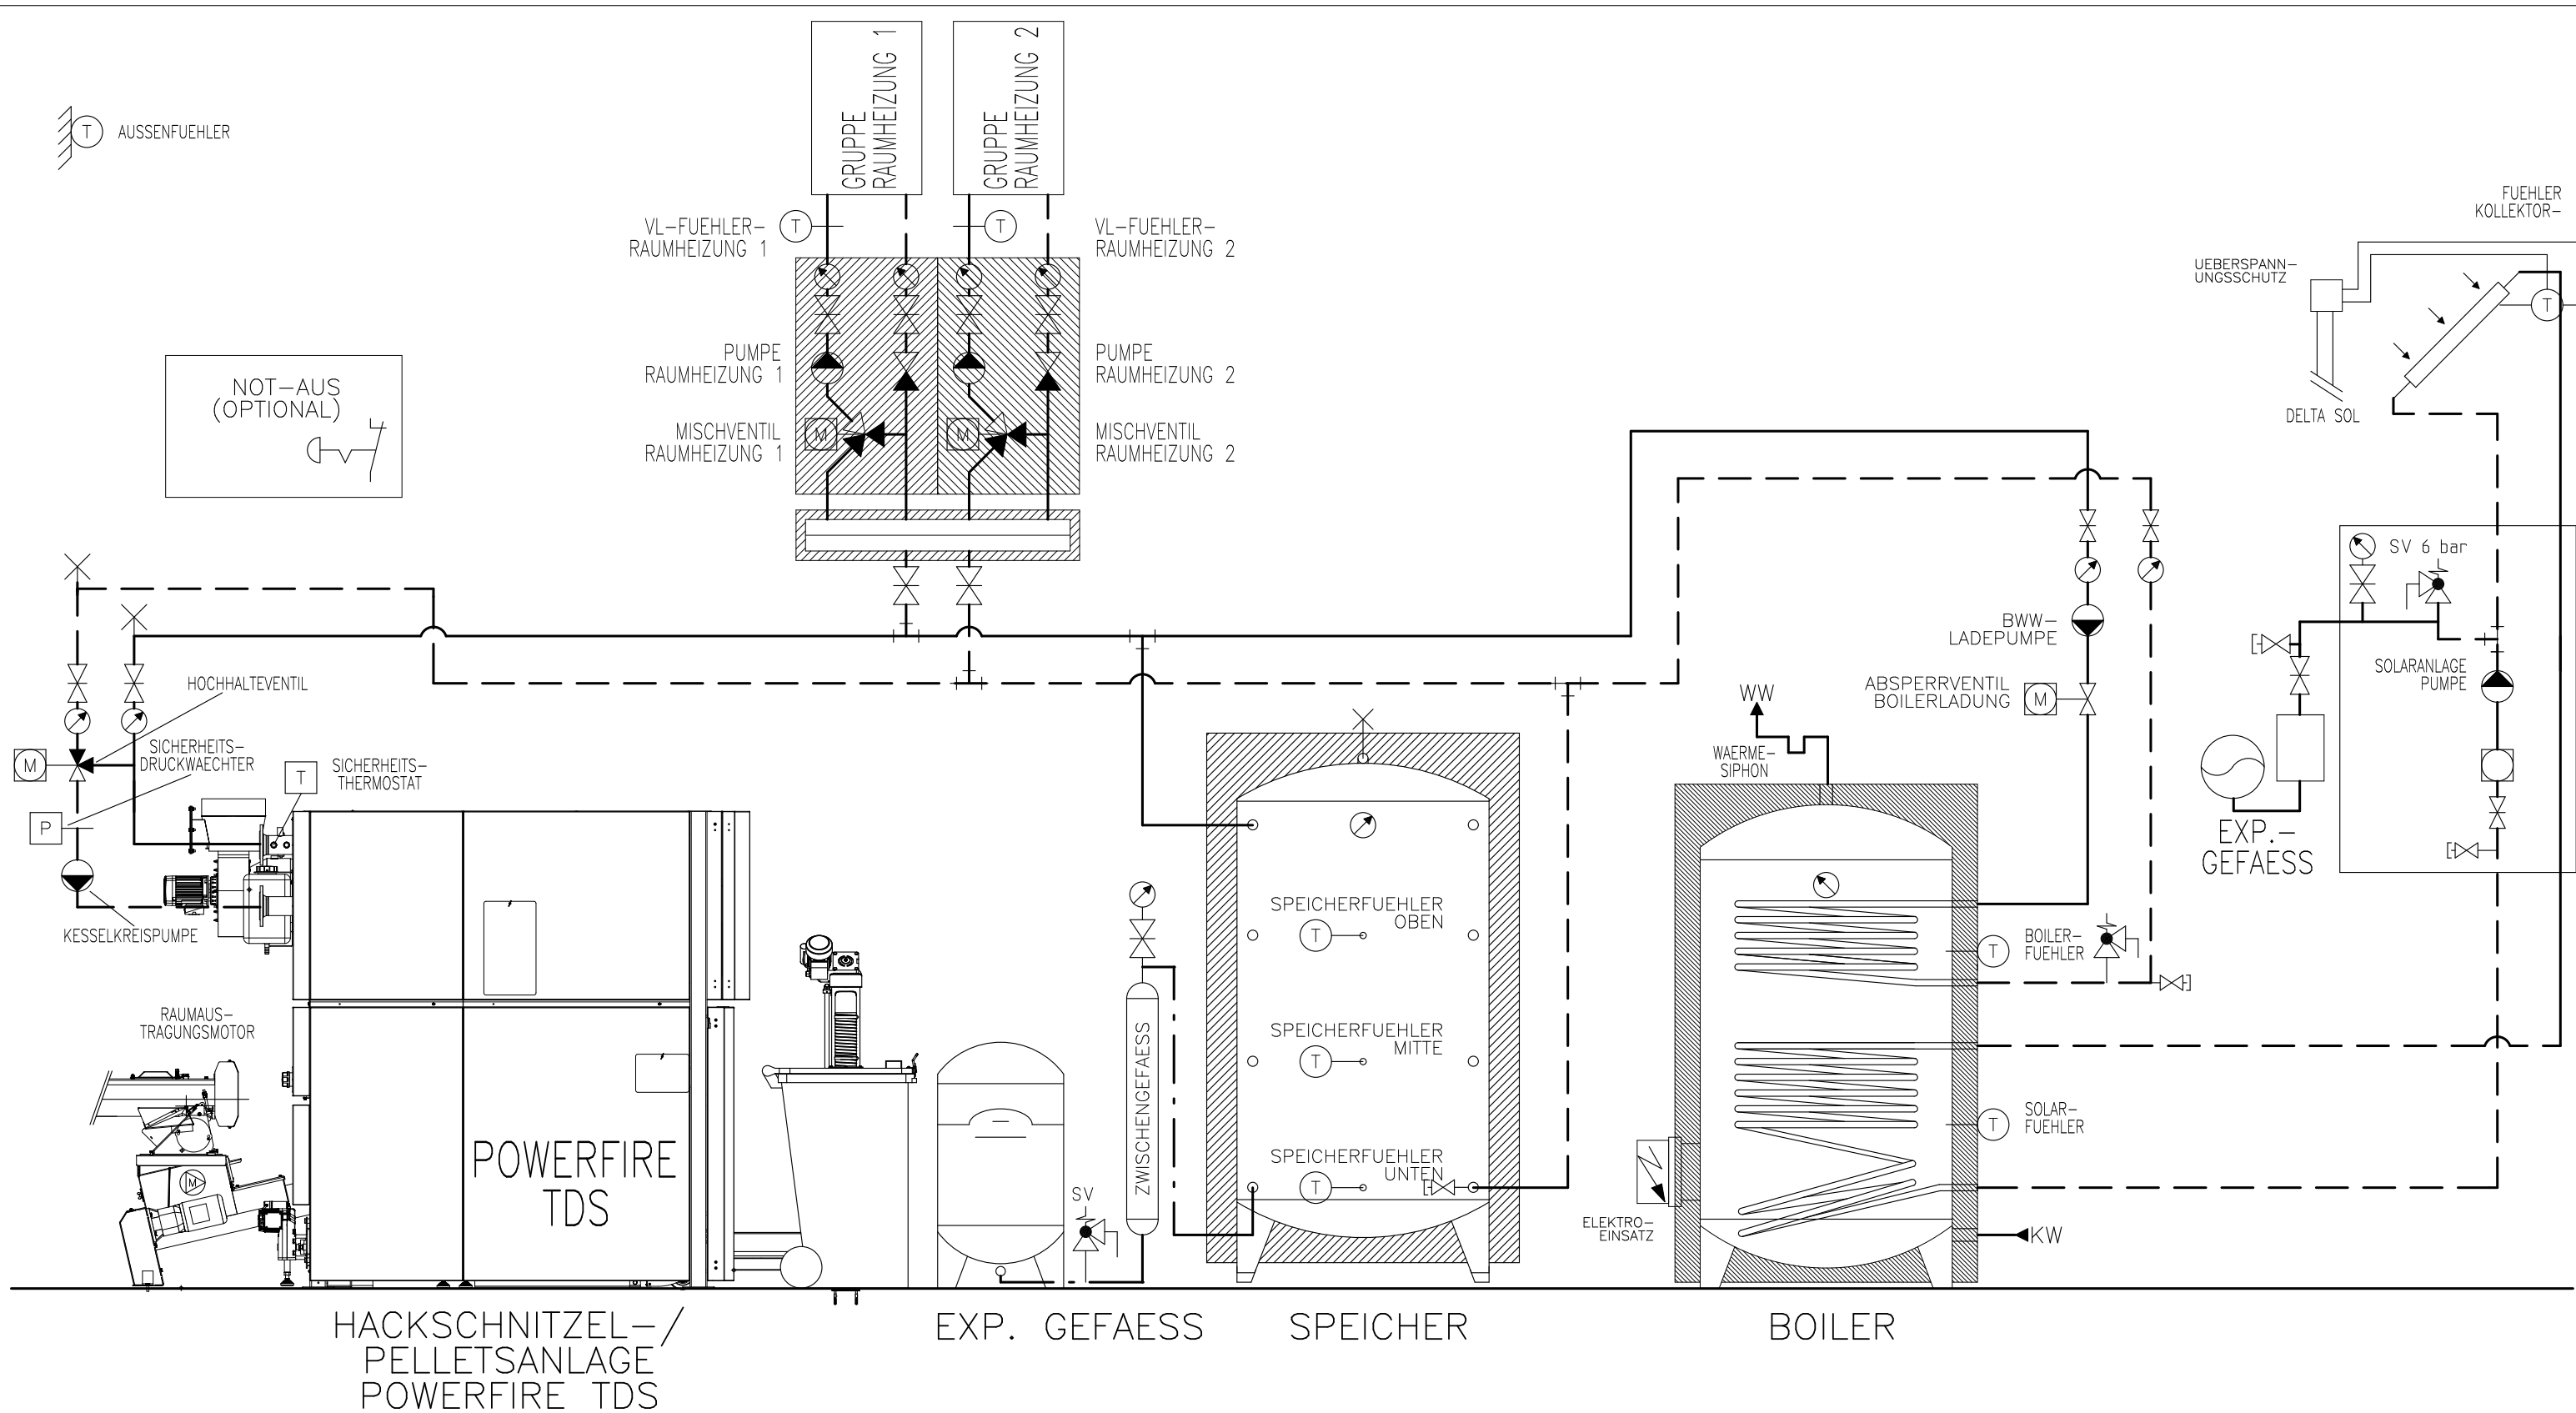 GRUPPE
RAUMHEIZUNG 1
GRUPPE
RAUMHEIZUNG 2
T
AUSSENFUEHLER
VL-FUEHLER-
RAUMHEIZUNG 1
T
T
VL-FUEHLER-
RAUMHEIZUNG 2
FUEHLER
KOLLEKTOR-
UEBERSPANN-
UNGSSCHUTZ
T
DELTA SOL
NOT-AUS
(OPTIONAL)
PUMPE
RAUMHEIZUNG 1
PUMPE
RAUMHEIZUNG 2
MISCHVENTIL
RAUMHEIZUNG 1
M
M
MISCHVENTIL
RAUMHEIZUNG 2
SV 6 bar
BWW-
LADEPUMPE
SOLARANLAGE
PUMPE
HOCHHALTEVENTIL
ABSPERRVENTIL
BOILERLADUNG
M
WW
WAERME-
SIPHON
M
SICHERHEITS-
DRUCKWAECHTER
T
SICHERHEITS-
THERMOSTAT
P
EXP.-
GEFAESS
KESSELKREISPUMPE
SPEICHERFUEHLER
OBEN
T
T
BOILER-
FUEHLER
RAUMAUS-
TRAGUNGSMOTOR
SPEICHERFUEHLER
MITTE
T
ZWISCHENGEFAESS
T
SOLAR-
FUEHLER
POWERFIRE
TDS
M
SPEICHERFUEHLER
UNTEN
T
SV
ELEKTRO-
EINSATZ
KW
HACKSCHNITZEL-/
PELLETSANLAGE
POWERFIRE TDS
EXP. GEFAESS
SPEICHER
BOILER